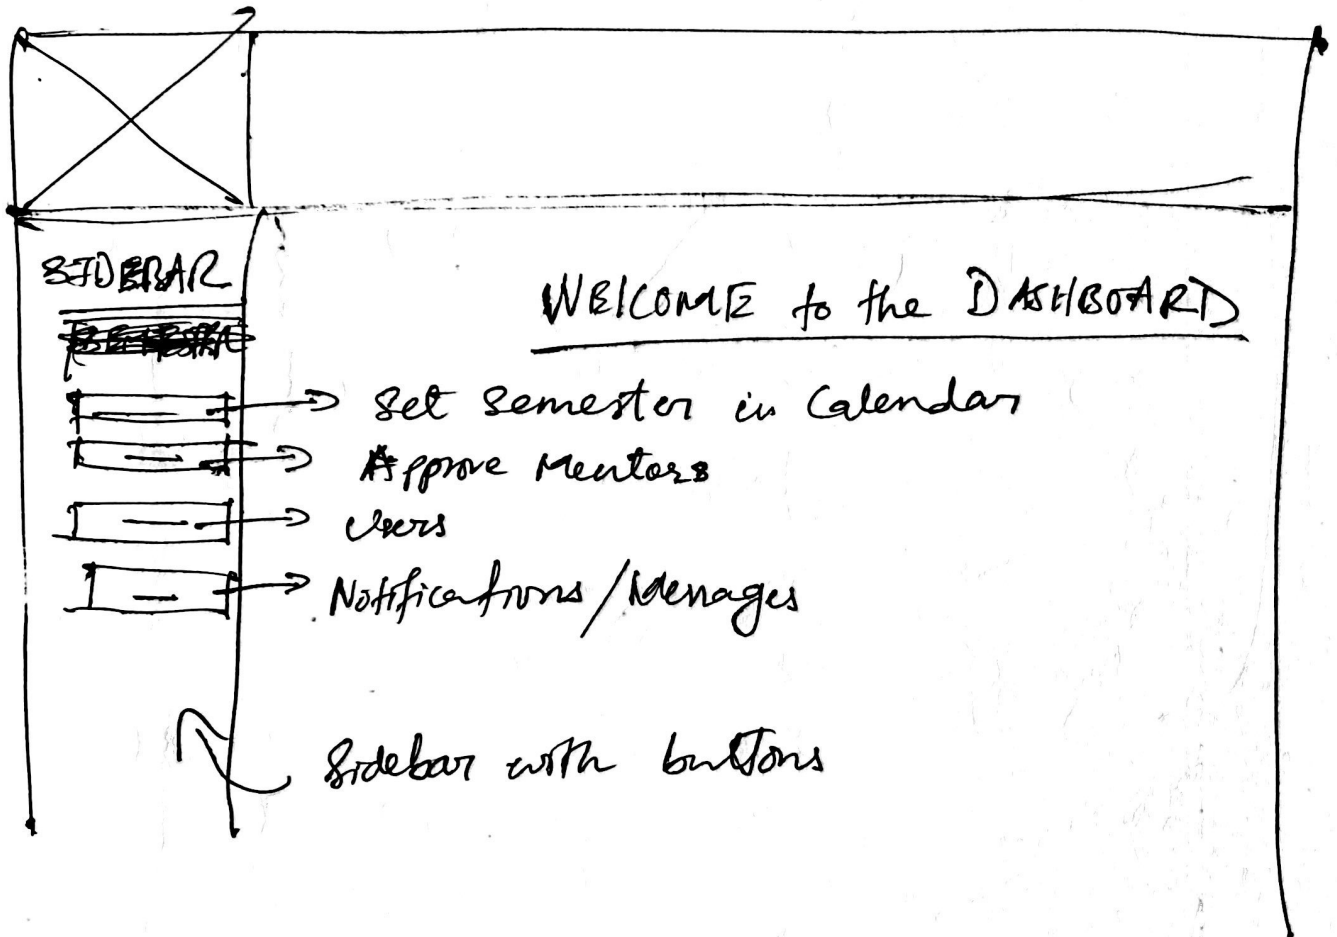 SIDEBAR
WELCOME to the DASHBOARD
Set Semester in Calendar
Approve Mentors
Users
Notifications/Messages
Sidebar with buttons